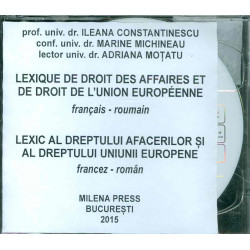 prof. univ. dr. ILEANA CONSTANTINESCU
conf. univ. dr. MARINE MICHINEAU
lector univ. dr. ADRIANA MOȚATU
LEXIQUE DE DROIT DES AFFAIRES ET
DE DROIT DE L'UNION EUROPÉENNE
français - roumain
LEXIC AL DREPTULUI AFACERILOR ȘI
AL DREPTULUI UNIUNII EUROPENE
francez - român
MILENA PRESS
BUCUREȘTI
2015